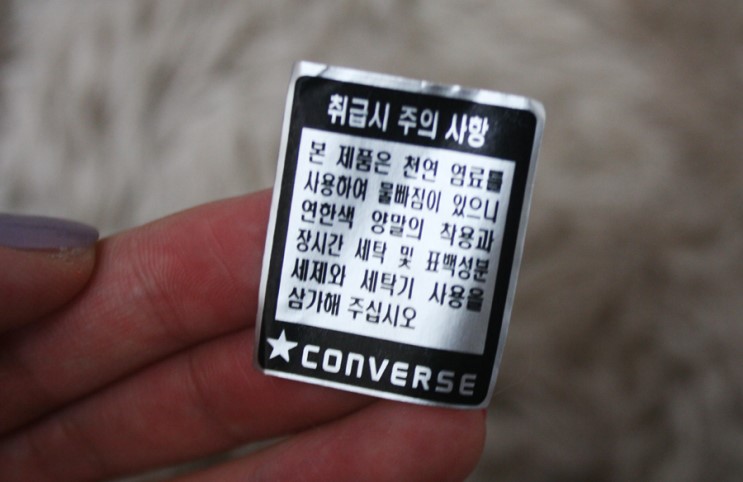 취급시 주의 사항
본 제품은 천연 염료를
사용하여 물빠짐이 있으니
연한색 양말의 착용과
장시간 세탁 및 표백성분
세제와 세탁기 사용을
삼가해 주십시오
CONVERSE